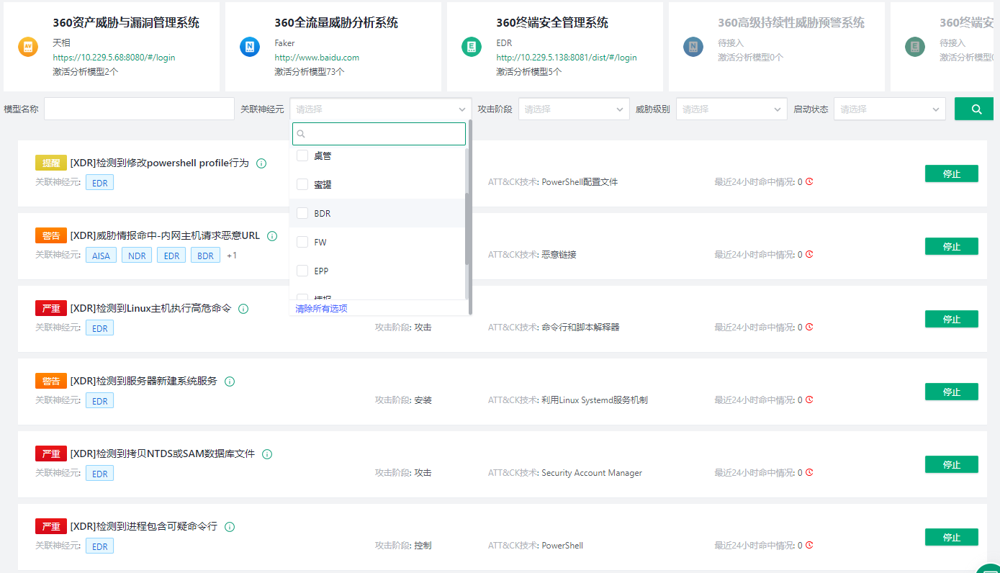 360资产威胁与漏洞管理系统
天相
https://10.229.5.68:8080/#/login
激活分析模型2个
360全流量威胁分析系统
Faker
http://www.baidu.com
激活分析模型73个
360终端安全管理系统
EDR
http://10.229.5.138:8081/dist/#/login
激活分析模型5个
360高级持续性威胁预警系统
待接入
激活分析模型0个
360终端安
待接入
激活分析模型
模型名称 关联神经元 请选择 攻击阶段 请选择 威胁级别 请选择 启动状态 请选择
桌管
蜜罐
BDR
FW
EPP
情报
清除所有选项
提醒 [XDR]检测到修改powershell profile行为
关联神经元: EDR ATT&CK技术: PowerShell配置文件 最近24小时命中情况: 0 停止
警告 [XDR]威胁情报命中-内网主机请求恶意URL
关联神经元: AISA NDR EDR BDR +1 ATT&CK技术: 恶意链接 最近24小时命中情况: 0 停止
严重 [XDR]检测到Linux主机执行高危命令
关联神经元: EDR 攻击阶段: 攻击 ATT&CK技术: 命令行和脚本解释器 最近24小时命中情况: 0 停止
警告 [XDR]检测到服务器新建系统服务
关联神经元: EDR 攻击阶段: 安装 ATT&CK技术: 利用Linux Systemd服务机制 最近24小时命中情况: 0 停止
严重 [XDR]检测到拷贝NTDS或SAM数据库文件
关联神经元: EDR 攻击阶段: 攻击 ATT&CK技术: Security Account Manager 最近24小时命中情况: 0 停止
严重 [XDR]检测到进程包含可疑命令行
关联神经元: EDR 攻击阶段: 控制 ATT&CK技术: PowerShell 最近24小时命中情况: 0 停止